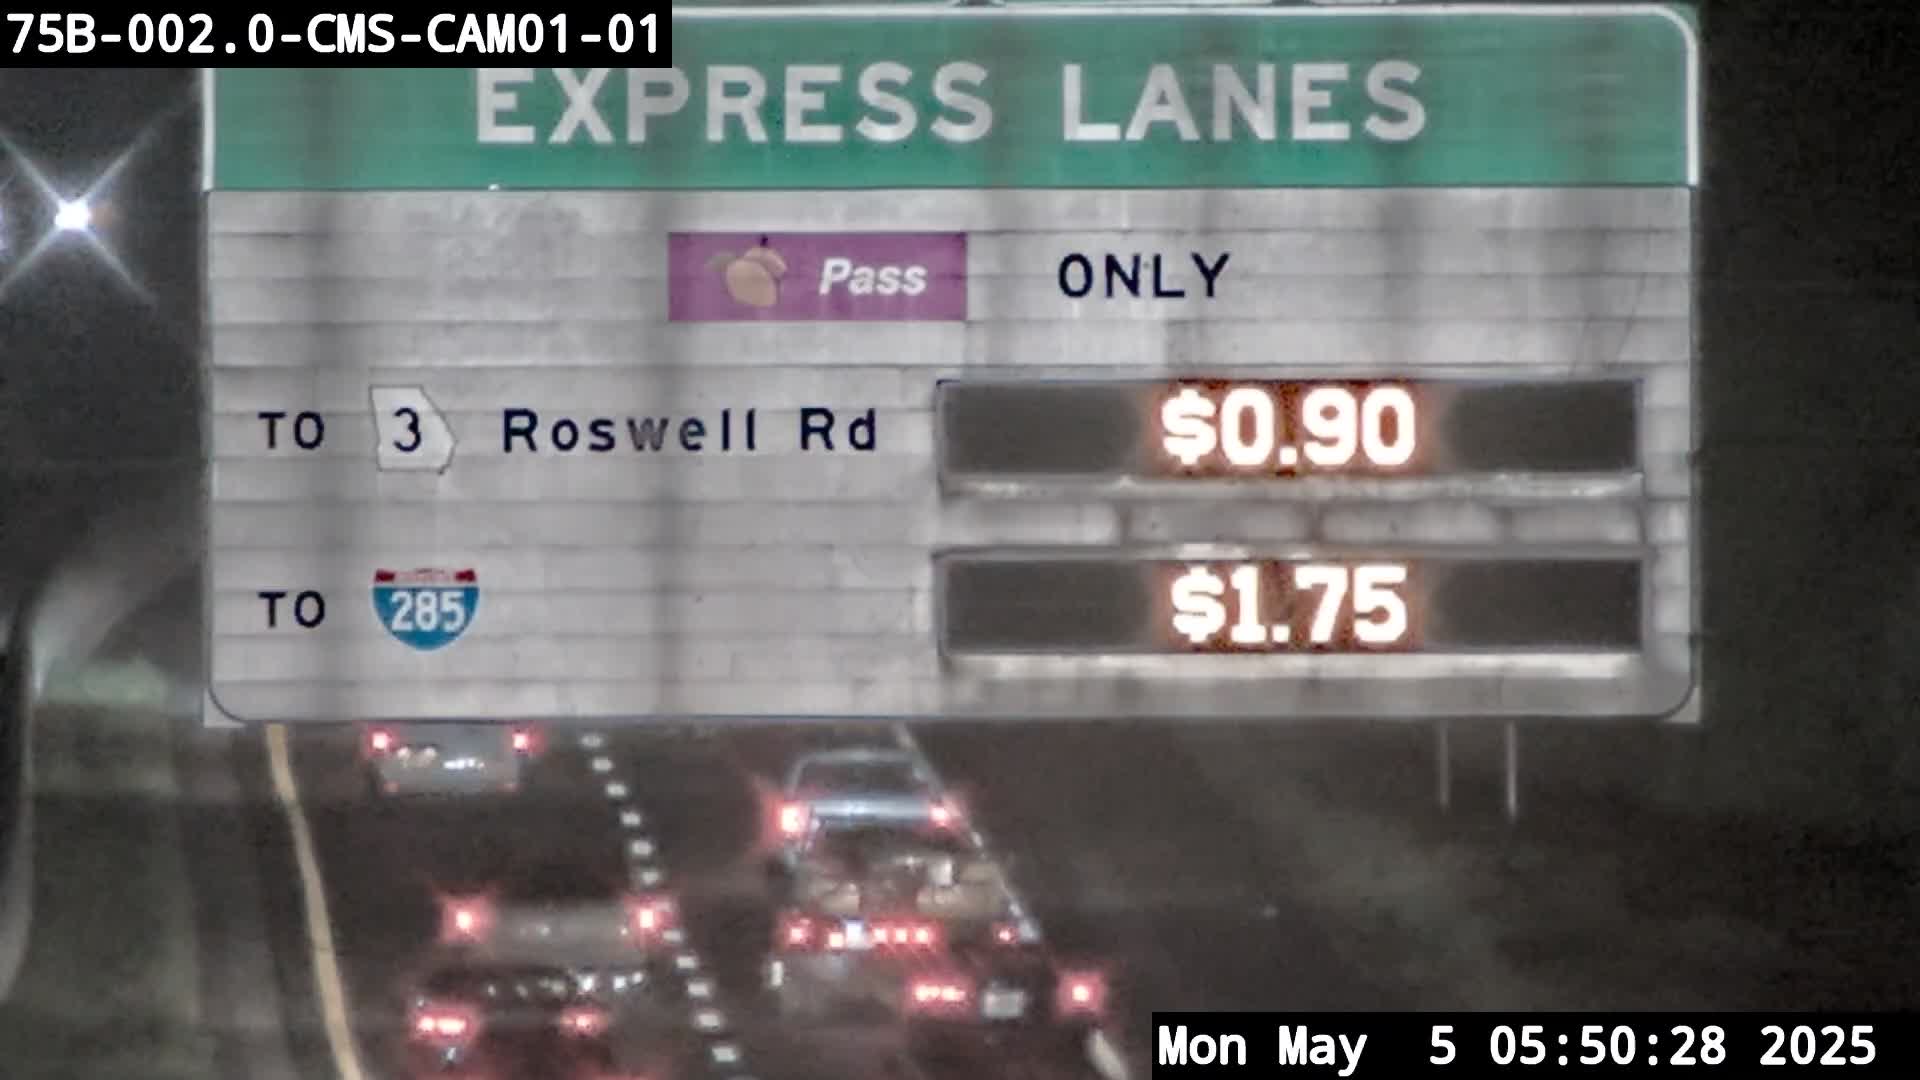 75B-002.0-CMS-CAM01-01
EXPRESS LANES
Pass ONLY
TO 3 Roswell Rd $0.90
TO 285 $1.75
Mon May 5 05:50:28 2025